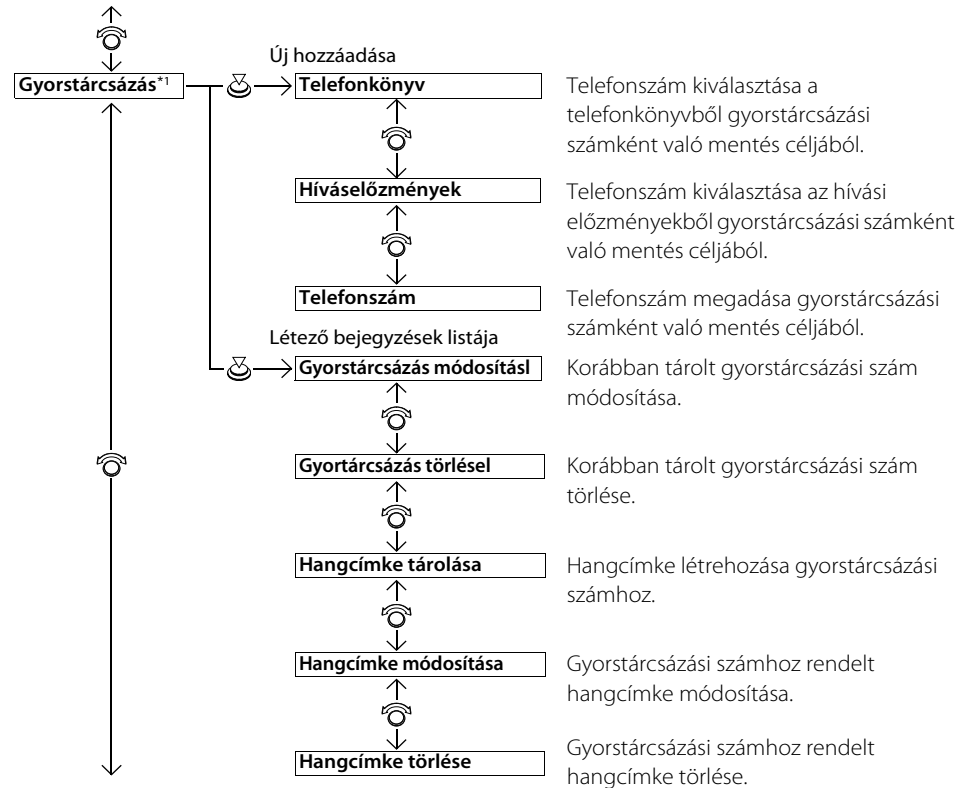 Új hozzáadása
Gyorstárcsázás*1
Telefonkönyv
Telefonszám kiválasztása a
telefonkönyvből gyorstárcsázási
számként való mentés céljából.
Híváselőzmények
Telefonszám kiválasztása az hívási
előzményekből gyorstárcsázási számként
való mentés céljából.
Telefonszám
Telefonszám megadása gyorstárcsázási
számként való mentés céljából.
Létező bejegyzések listája
Gyorstárcsázás módosításl
Korábban tárolt gyorstárcsázási szám
módosítása.
Gyortárcsázás törlésel
Korábban tárolt gyorstárcsázási szám
törlése.
Hangcímke tárolása
Hangcímke létrehozása gyorstárcsázási
számhoz.
Hangcímke módosítása
Gyorstárcsázási számhoz rendelt
hangcímke módosítása.
Hangcímke törlése
Gyorstárcsázási számhoz rendelt
hangcímke törlése.